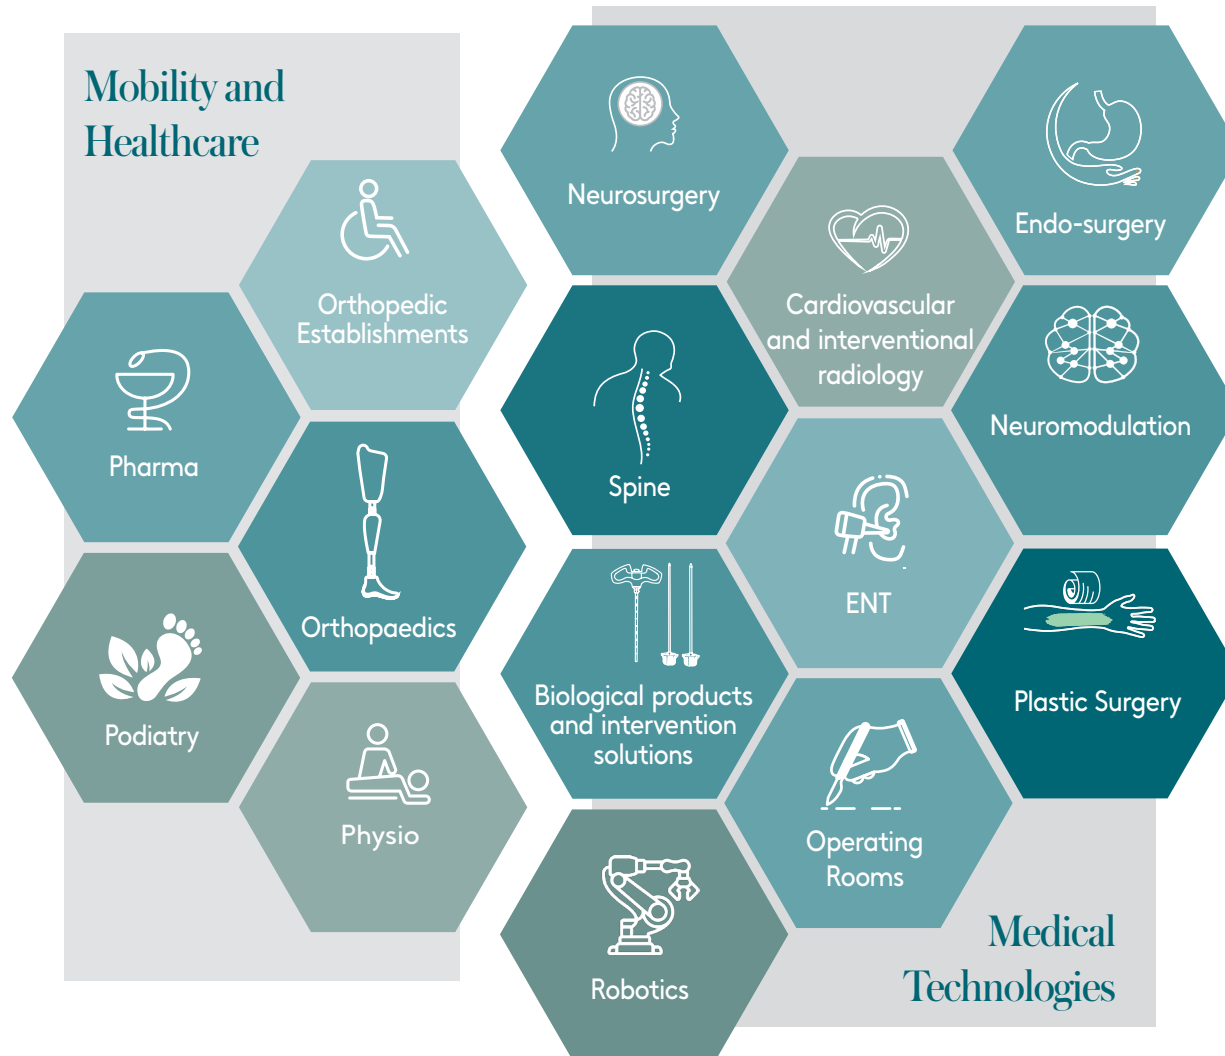 Mobility and
Healthcare
Orthopedic
Establishments
Pharma
Orthopaedics
Podiatry
Physio
Neurosurgery
Endo-surgery
Cardiovascular
and interventional
radiology
Neuromodulation
Spine
ENT
Biological products
and intervention
solutions
Plastic Surgery
Operating
Rooms
Robotics
Medical
Technologies